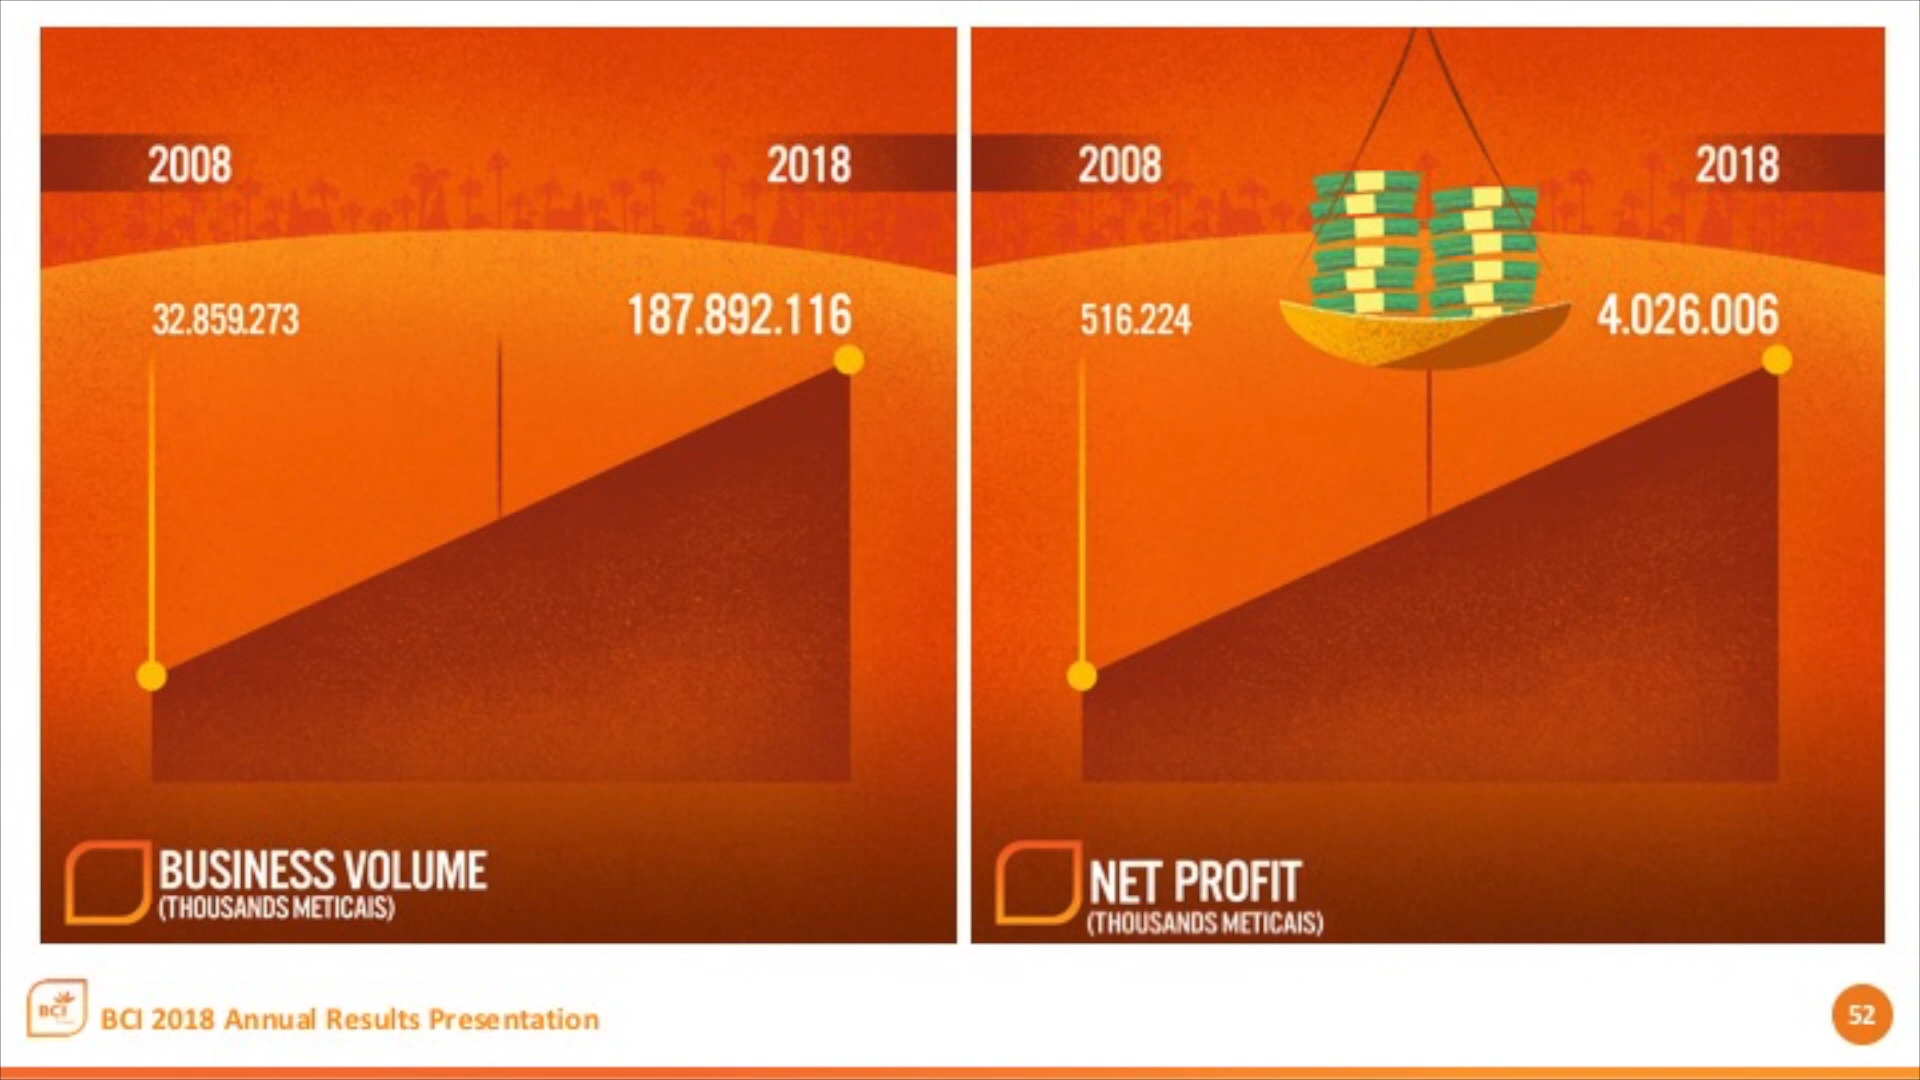 2008
2018
32.859.273
187.892.116
BUSINESS VOLUME
(THOUSANDS METICAIS)
2008
2018
516.224
4.026.006
NET PROFIT
(THOUSANDS METICAIS)
BCI
BCI 2018 Annual Results Presentation
52